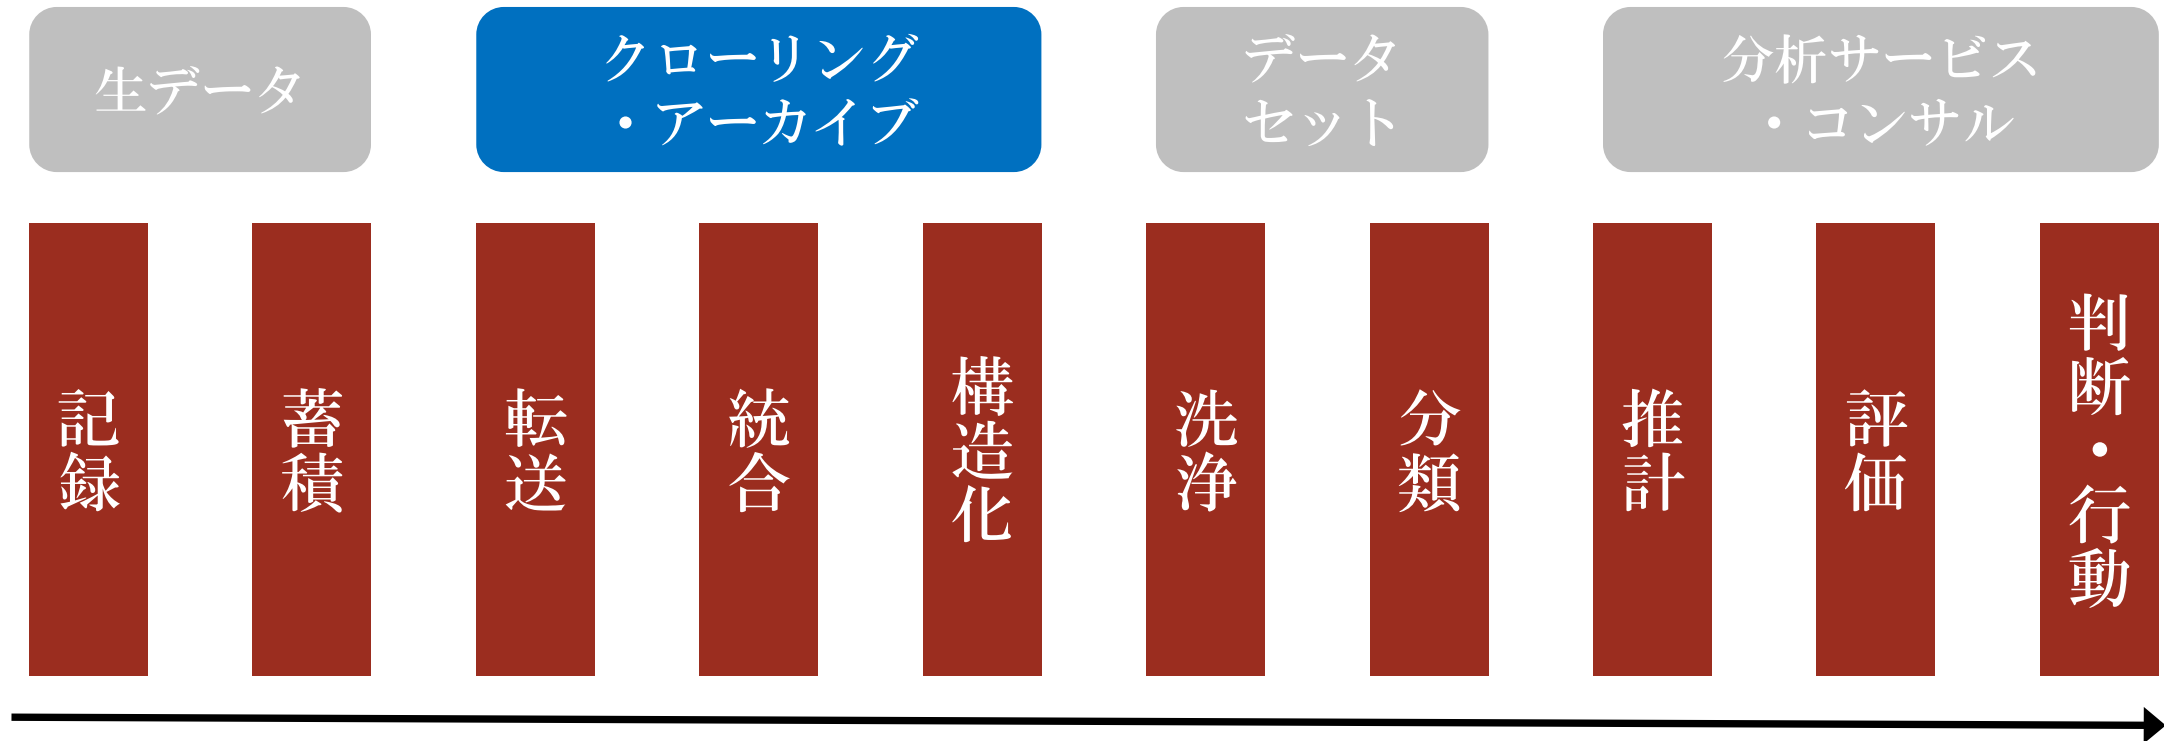 生データ
クローリング
・アーカイブ
データ
セット
分析サービス
・コンサル
記録
蓄積
転送
統合
構造化
洗浄
分類
推計
評価
判断・行動